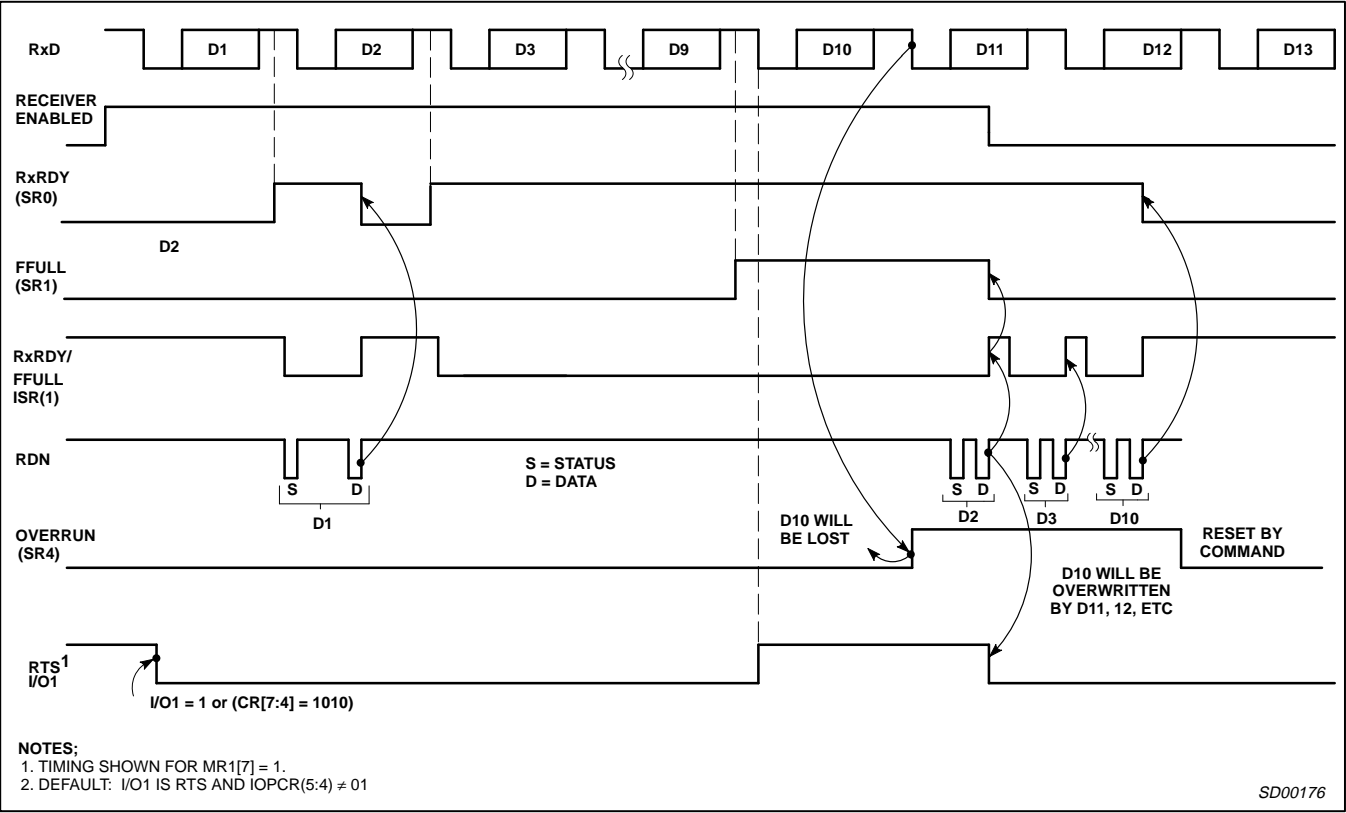 RxD D1 D2 D3 D9 D10 D11 D12 D13
RECEIVER
ENABLED
RxRDY
(SR0)
D2
FFULL
(SR1)
RxRDY/
FFULL
ISR(1)
RDN
S = STATUS
D = DATA
S D
D1
S D
D2
S D
D3
S D
D10
OVERRUN
(SR4)
D10 WILL
BE LOST
RESET BY
COMMAND
D10 WILL BE
OVERWRITTEN
BY D11, 12, ETC
RTS1
I/O1
I/O1 = 1 or (CR[7:4] = 1010)
NOTES;
1. TIMING SHOWN FOR MR1[7] = 1.
2. DEFAULT: I/O1 IS RTS AND IOPCR(5:4) ≠ 01
SD00176